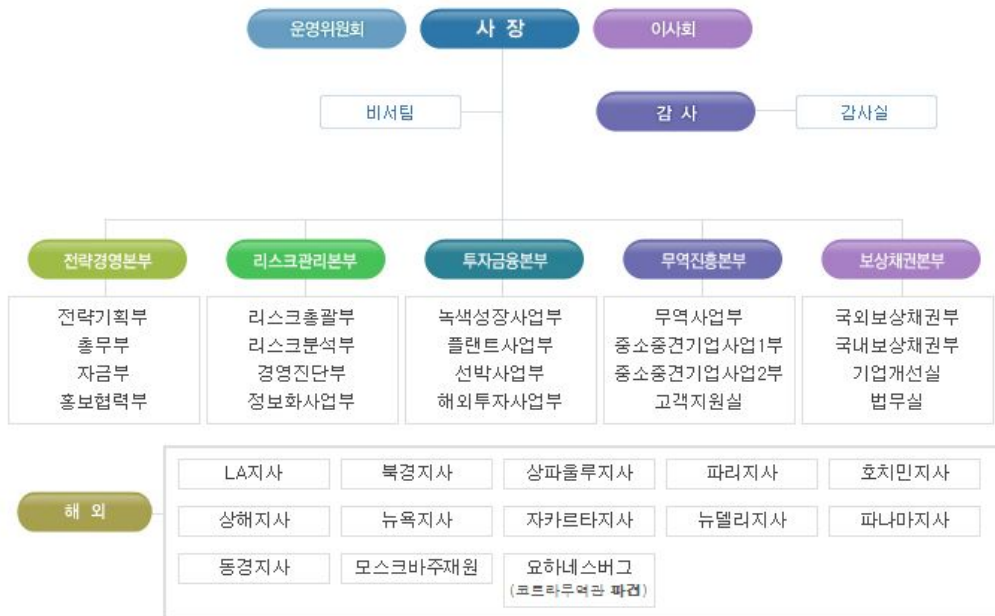 운영위원회
사 장
이사회
비서팀
감 사
감사실
전략경영본부
리스크관리본부
투자금융본부
무역진흥본부
보상채권본부
전략기획부
총무부
자금부
홍보협력부
리스크총괄부
리스크분석부
경영진단부
정보화사업부
녹색성장사업부
플랜트사업부
선박사업부
해외투자사업부
무역사업부
중소중견기업사업1부
중소중견기업사업2부
고객지원실
국외보상채권부
국내보상채권부
기업개선실
법무실
해 외
LA지사
북경지사
상파울루지사
파리지사
호치민지사
상해지사
뉴욕지사
자카르타지사
뉴델리지사
파나마지사
동경지사
모스크바주재원
요하네스버그
(코트라무역관 파견)